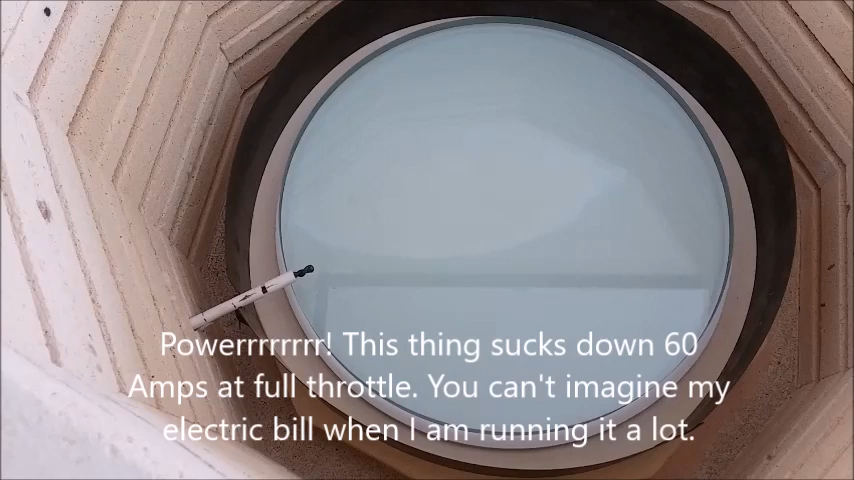 Powerrrrrrrr! This thing sucks down 60
Amps at full throttle. You can't imagine my
electric bill when I am running it a lot.